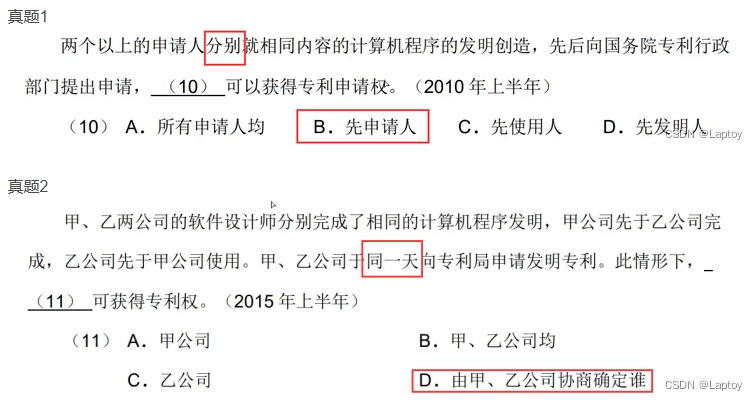 真题1
两个以上的申请人分别就相同内容的计算机程序的发明创造，先后向国务院专利行政
部门提出申请，（10）可以获得专利申请权。（2010年上半年）
（10） A．所有申请人均 B．先申请人 C．先使用人 D．先发明人
CSDN @Laptoy
真题2
甲、乙两公司的软件设计师分别完成了相同的计算机程序发明，甲公司先于乙公司完
成，乙公司先于甲公司使用。甲、乙公司于同一天向专利局申请发明专利。此情形下，
（11）可获得专利权。（2015年上半年）
（11） A．甲公司 B．甲、乙公司均
C．乙公司 D．由甲、乙公司协商确定谁
CSDN @Laptoy